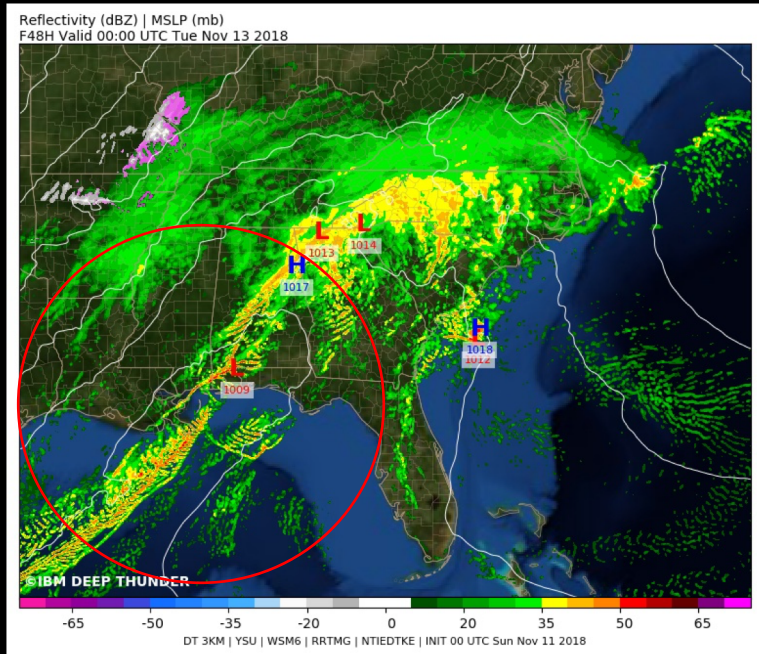 Reflectivity (dBZ) | MSLP (mb)
F48H Valid 00:00 UTC Tue Nov 13 2018
L
L
1013
1014
H
1017
H
1018
1012
L
1009
©IBM DEEP THUNDER
-65 -50 -35 -20 0 20 35 50 65
DT 3KM | YSU | WSM6 | RRTMG | NTIEDTKE | INIT 00 UTC Sun Nov 11 2018